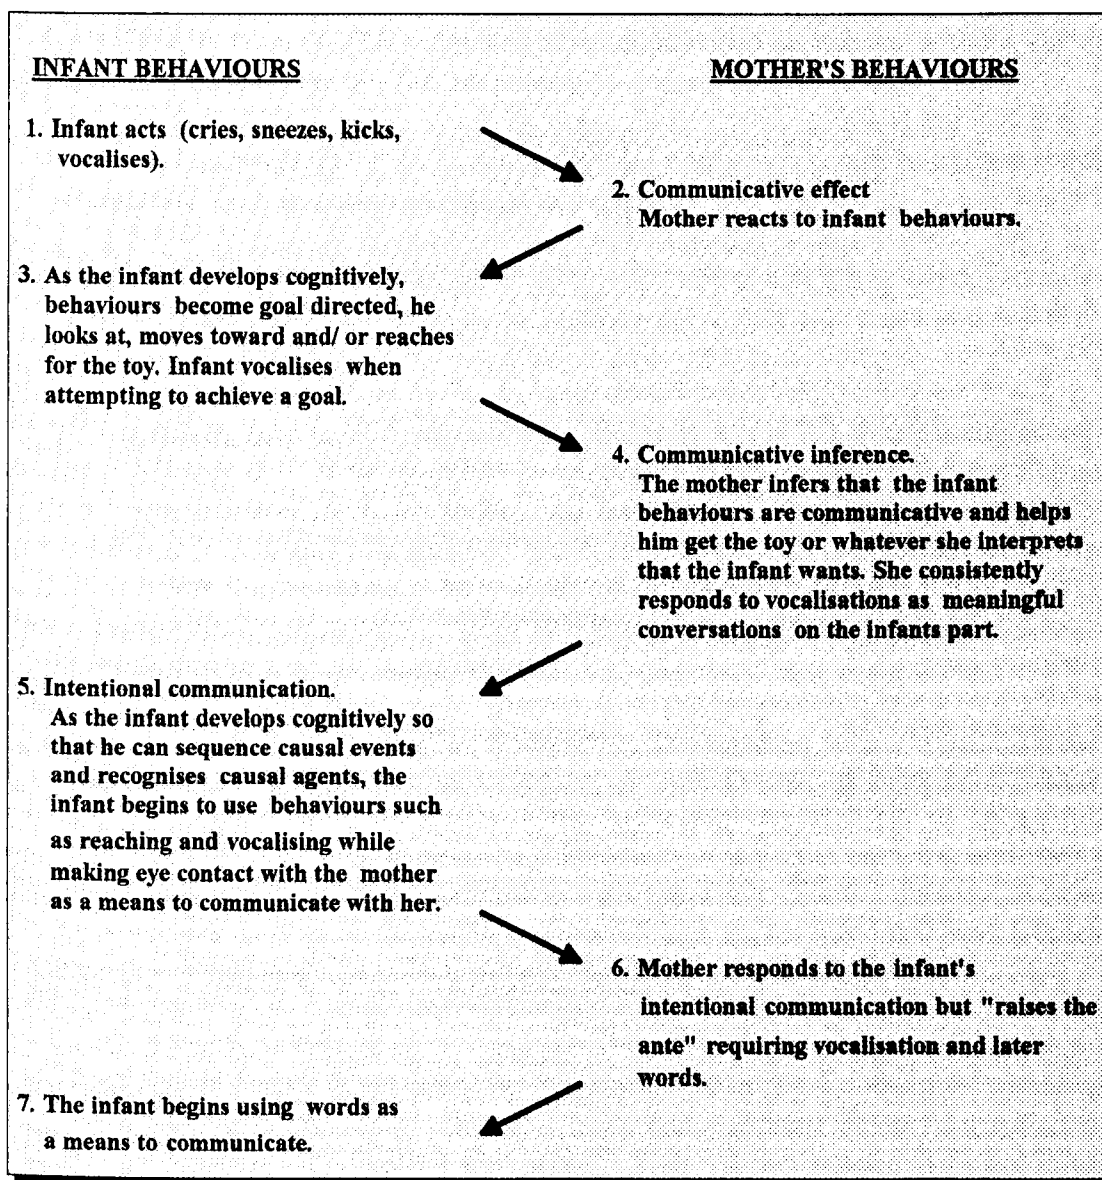 INFANT BEHAVIOURS
MOTHER'S BEHAVIOURS
1. Infant acts (cries, sneezes, kicks,
vocalises).
2. Communicative effect
Mother reacts to infant behaviours.
3. As the infant develops cognitively,
behaviours become goal directed, he
looks at, moves toward and/ or reaches
for the toy. Infant vocalises when
attempting to achieve a goal.
4. Communicative inference.
The mother infers that the infant
behaviours are communicative and helps
him get the toy or whatever she interprets
that the infant wants. She consistently
responds to vocalisations as meaningful
conversations on the infants part.
5. Intentional communication.
As the infant develops cognitively so
that he can sequence causal events
and recognises causal agents, the
infant begins to use behaviours such
as reaching and vocalising while
making eye contact with the mother
as a means to communicate with her.
6. Mother responds to the infant's
intentional communication but "raises the
ante" requiring vocalisation and later
words.
7. The infant begins using words as
a means to communicate.